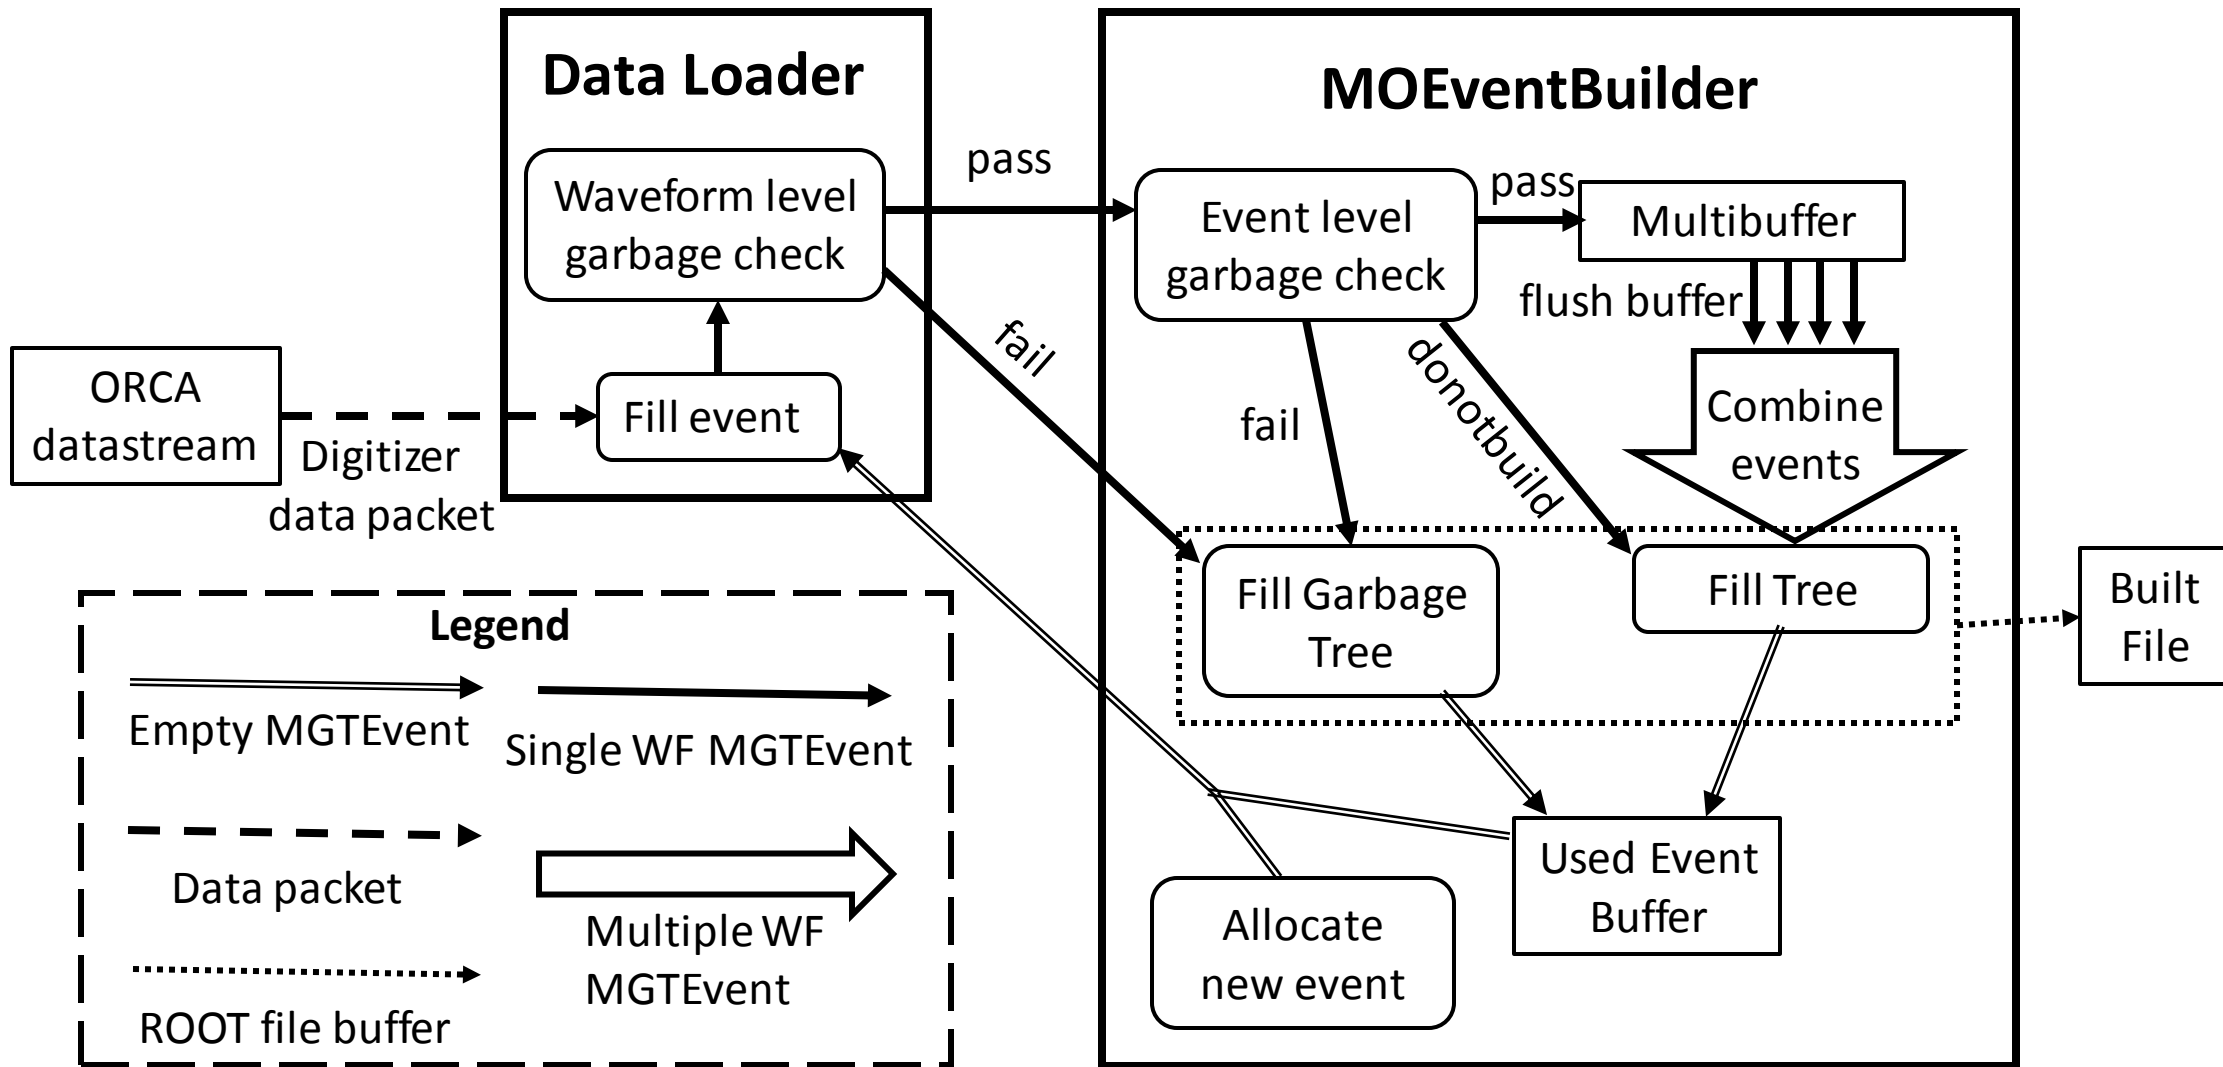 Data Loader
Waveform level
garbage check
Fill event
ORCA
datastream
Digitizer
data packet
pass
fail
MOEventBuilder
Event level
garbage check
pass
Multibuffer
flush buffer
Combine
events
fail
donotbuild
Fill Garbage
Tree
Fill Tree
Built
File
Used Event
Buffer
Allocate
new event
Legend
Empty MGTEvent
Single WF MGTEvent
Data packet
Multiple WF
MGTEvent
ROOT file buffer